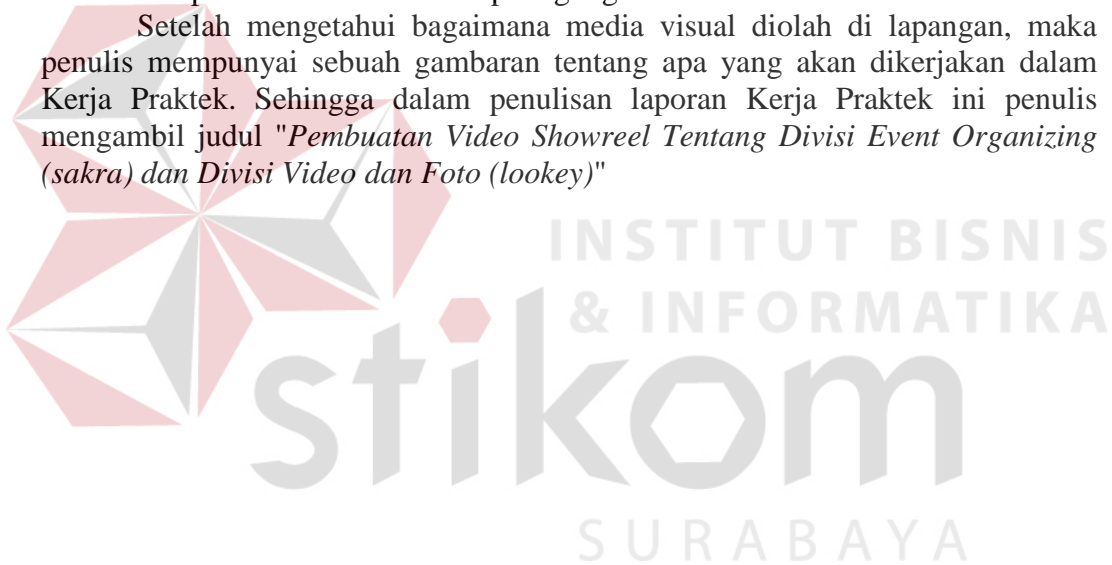 Setelah mengetahui bagaimana media visual diolah di lapangan, maka
penulis mempunyai sebuah gambaran tentang apa yang akan dikerjakan dalam
Kerja Praktek. Sehingga dalam penulisan laporan Kerja Praktek ini penulis
mengambil judul "Pembuatan Video Showreel Tentang Divisi Event Organizing
(sakra) dan Divisi Video dan Foto (lookey)"
INSTITUT BISNIS
& INFORMATIKA
stikom
SURABAYA